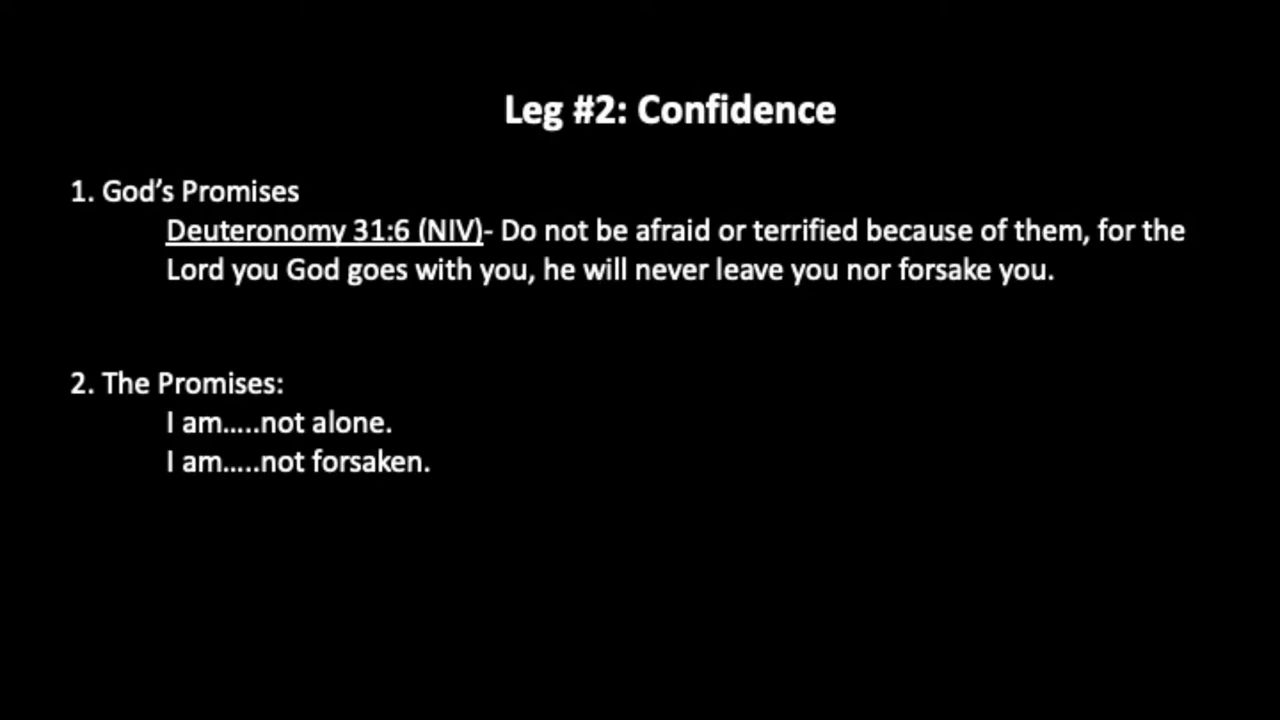 Leg #2: Confidence
1. God’s Promises
Deuteronomy 31:6 (NIV)- Do not be afraid or terrified because of them, for the
Lord you God goes with you, he will never leave you nor forsake you.
2. The Promises:
I am…..not alone.
I am…..not forsaken.